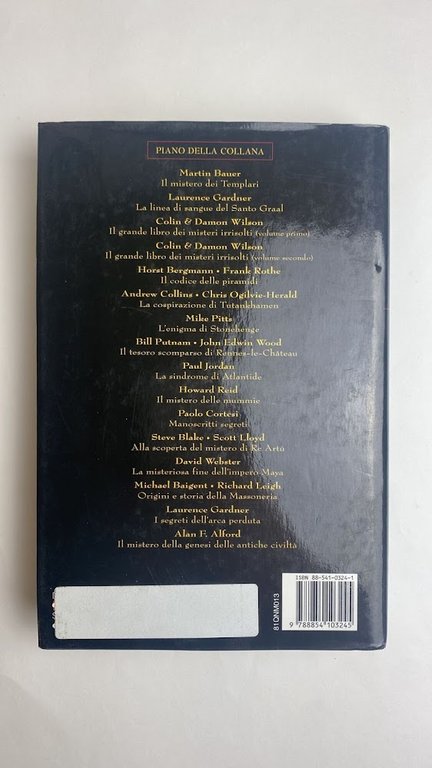 PIANO DELLA COLLANA
Martin Bauer
Il mistero dei Templari
Laurence Gardner
La linea di sangue del Santo Graal
Colin & Damon Wilson
Il grande libro dei misteri irrisolti (volume primo)
Colin & Damon Wilson
Il grande libro dei misteri irrisolti (volume secondo)
Horst Bergmann • Frank Rothe
Il codice delle piramidi
Andrew Collins • Chris Ogilvie-Herald
La cospirazione di Tutankhamen
Mike Pitts
L'enigma di Stonehenge
Bill Putnam • John Edwin Wood
Il tesoro scomparso di Rennes-le-Château
Paul Jordan
La sindrome di Atlantide
Howard Reid
Il mistero delle mummie
Paolo Cortesi
Manoscritti segreti
Steve Blake • Scott Lloyd
Alla scoperta del mistero di Re Artù
David Webster
La misteriosa fine dell'impero Maya
Michael Baigent • Richard Leigh
Origini e storia della Massoneria
Laurence Gardner
I segreti dell'arca perduta
Alan F. Alford
Il mistero della genesi delle antiche civiltà
ISBN 88-541-0324-1
81QNM013
9 788854 103245